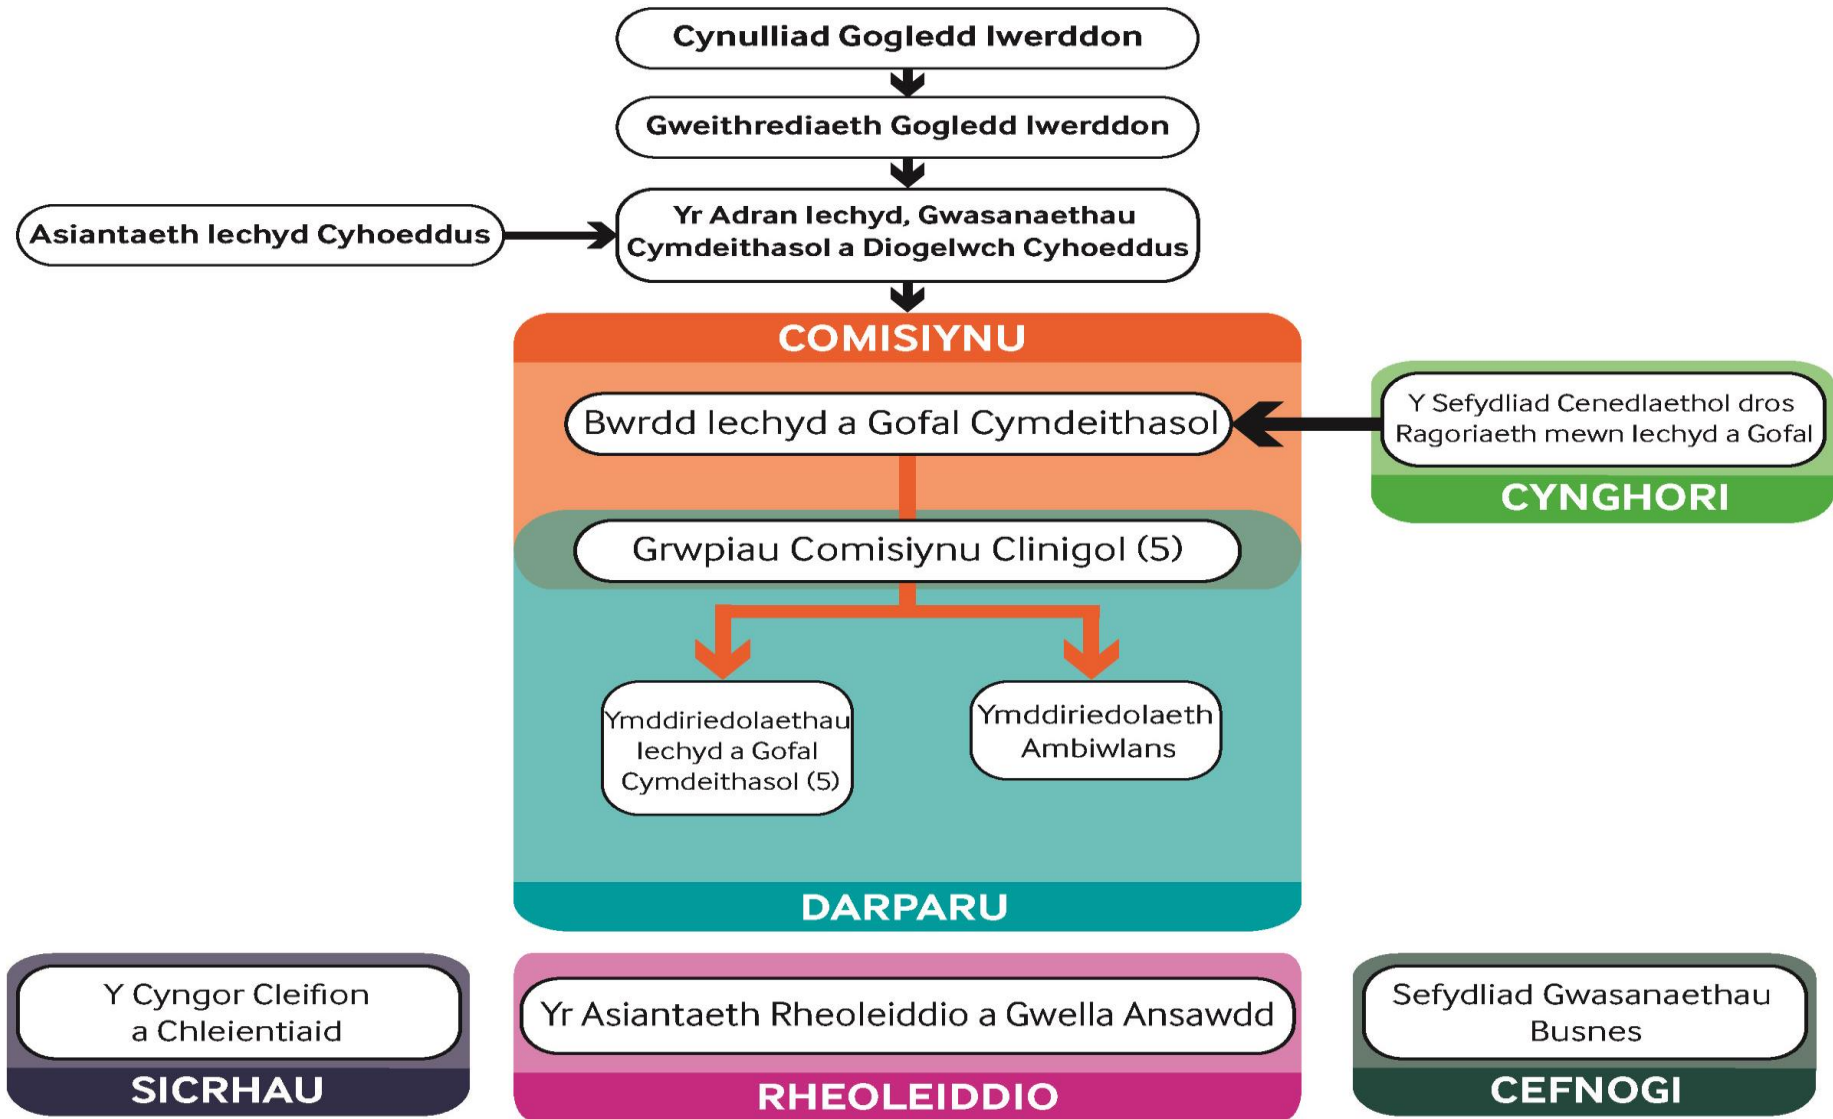 Cynulliad Gogledd Iwerddon
Gweithrediaeth Gogledd Iwerddon
Asiantaeth Iechyd Cyhoeddus
Yr Adran Iechyd, Gwasanaethau
Cymdeithasol a Diogelwch Cyhoeddus
COMISIYNU
Bwrdd Iechyd a Gofal Cymdeithasol
Y Sefydliad Cenedlaethol dros
Ragoriaeth mewn Iechyd a Gofal
CYNGHORI
Grwpiau Comisiynu Clinigol (5)
Ymddiriedolaethau
Iechyd a Gofal
Cymdeithasol (5)
Ymddiriedolaeth
Ambiwlans
DARPARU
Y Cyngor Cleifion
a Chleientiaid
SICRHAU
Yr Asiantaeth Rheoleiddio a Gwella Ansawdd
RHEOLEIDDIO
Sefydliad Gwasanaethau
Busnes
CEFNOGI